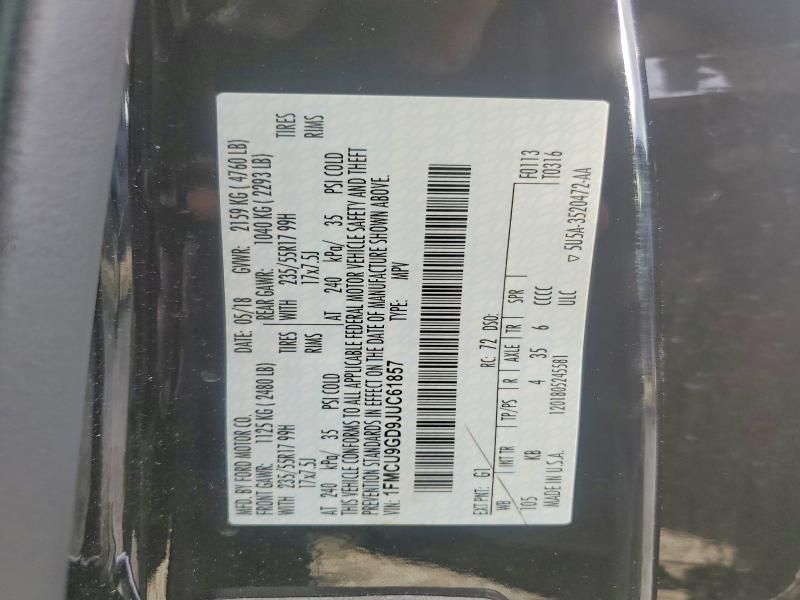 MFD. BY FORD MOTOR CO. DATE: 05/18 GVWR: 2159 KG ( 4760 LB)
FRONT GAWR: 1125 KG ( 2480 LB) REAR GAWR: 1040 KG ( 2293 LB)
WITH 235/55R17 99H TIRES WITH 235/55R17 99H TIRES
17x7.5J RIMS 17x7.5J RIMS
AT 240 kPa/ 35 PSI COLD AT 240 kPa/ 35 PSI COLD
THIS VEHICLE CONFORMS TO ALL APPLICABLE FEDERAL MOTOR VEHICLE SAFETY AND THEFT
PREVENTION STANDARDS IN EFFECT ON THE DATE OF MANUFACTURE SHOWN ABOVE.
VIN: 1FMCU9GD9JUC61857 TYPE: MPV
EXT PNT: G1 RC: 72 DSO: F0113
WB INT TR TP/PS R AXLE TR SPR T0316
105 KB 4 35 6 CCCC
MADE IN U.S.A. 1201805245581 ULC ▽ 5U5A-3520472-AA